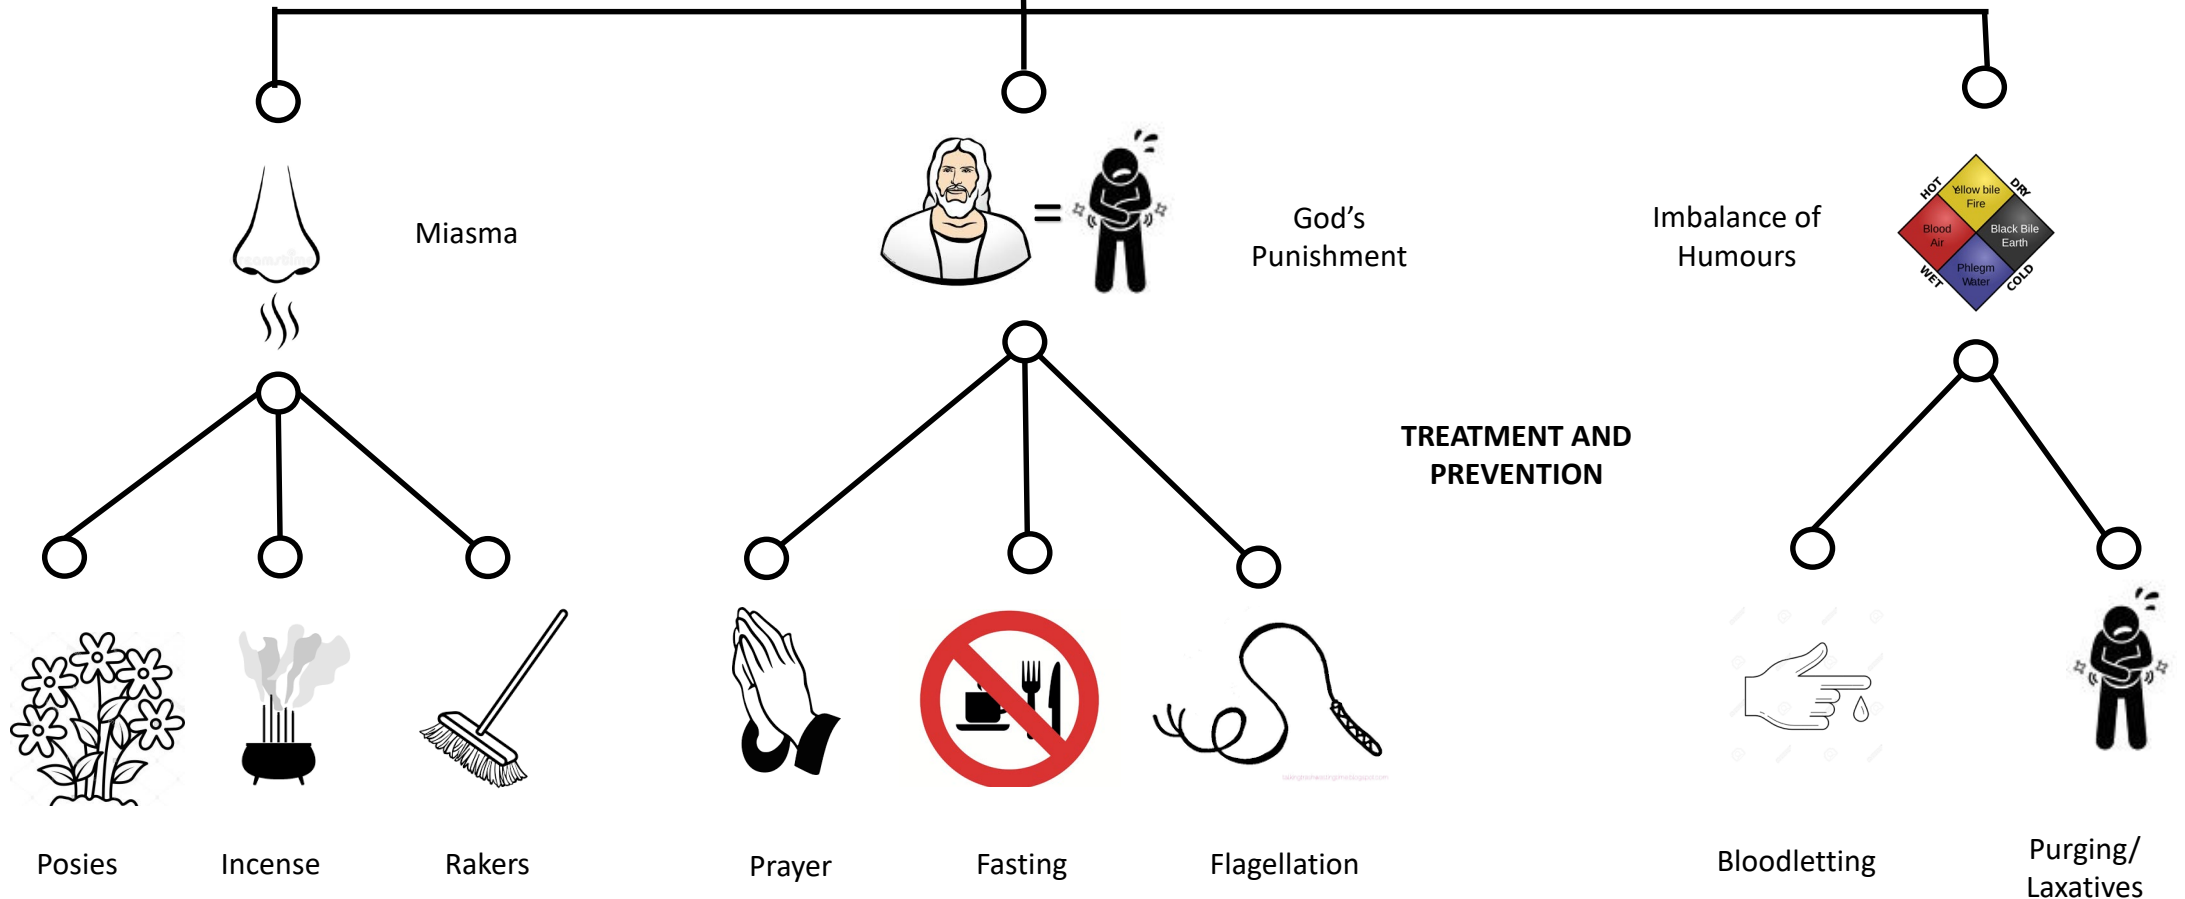 Miasma
God's
Punishment
Imbalance of
Humours
HOT
Yellow bile
Fire
DRY
Blood
Air
Black Bile
Earth
WET
Phlegm
Water
COLD
TREATMENT AND
PREVENTION
Posies
Incense
Rakers
Prayer
Fasting
Flagellation
Bloodletting
Purging/
Laxatives